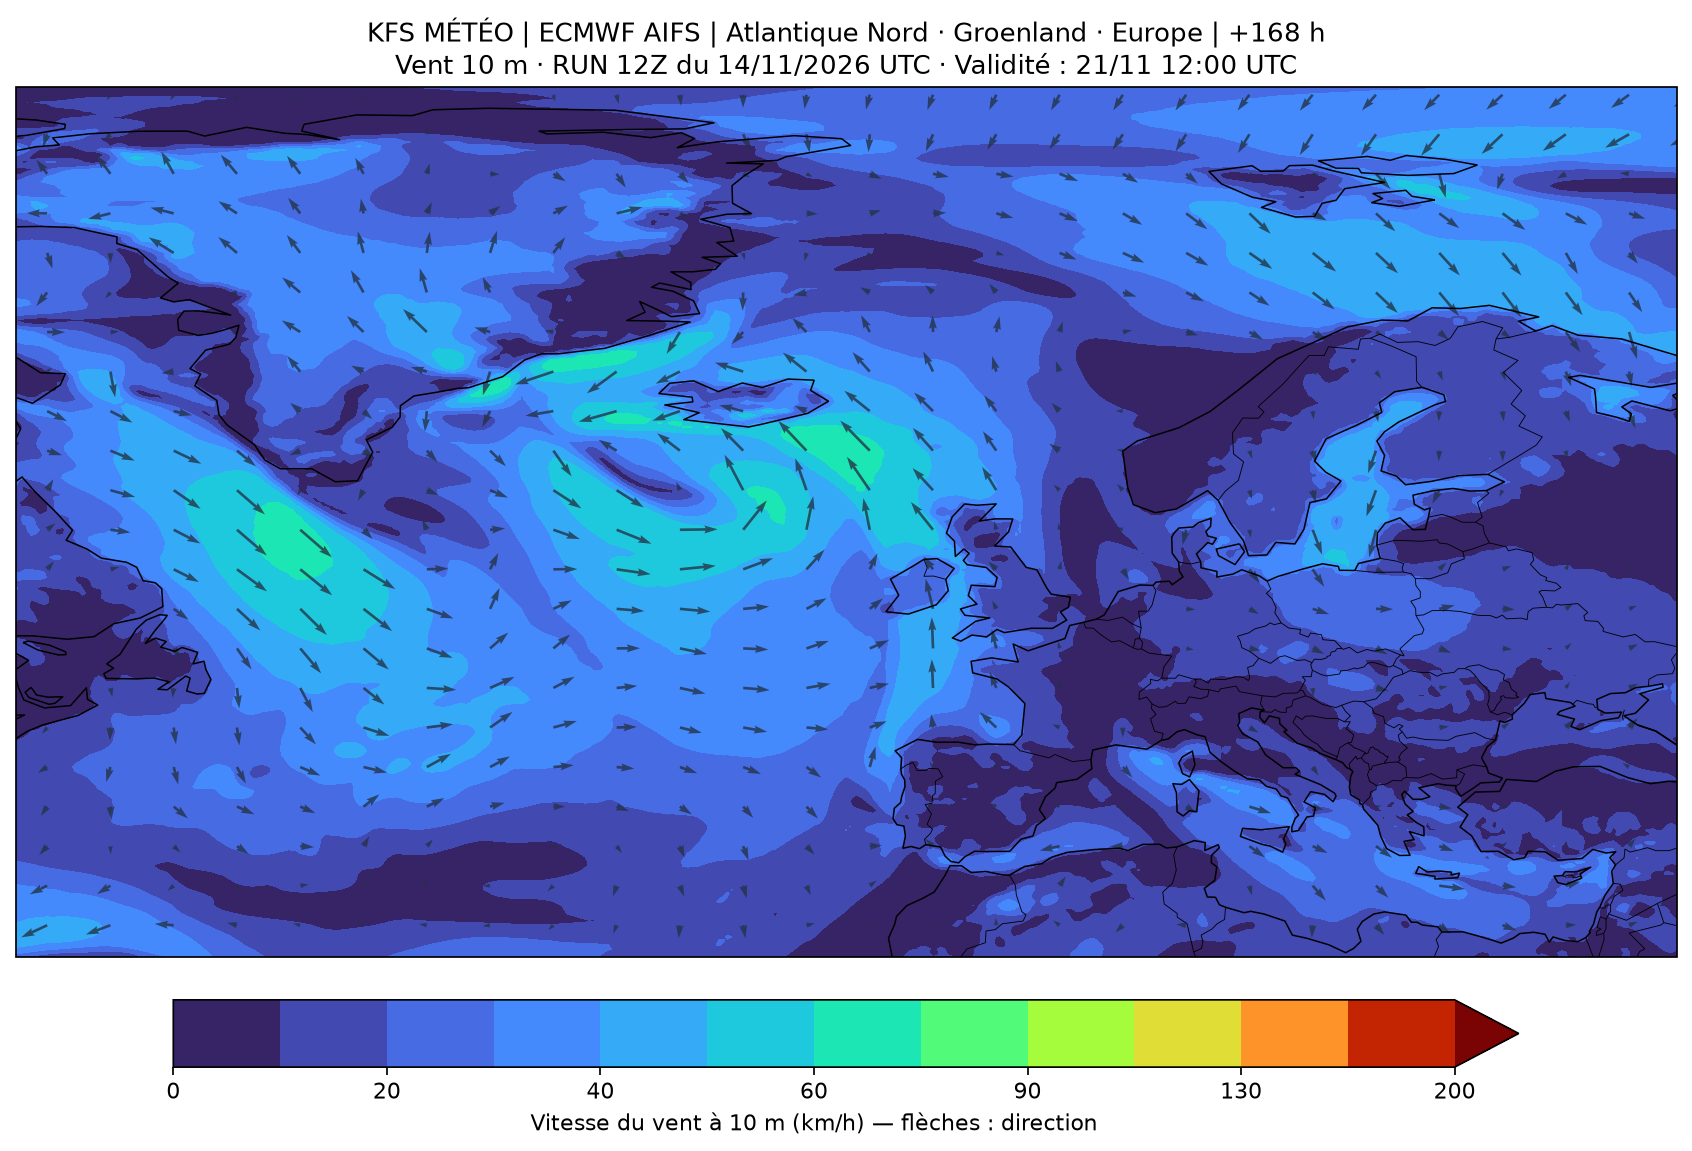 KFS MÉTÉO | ECMWF AIFS | Atlantique Nord · Groenland · Europe | +168 h
Vent 10 m · RUN 12Z du 14/11/2026 UTC · Validité : 21/11 12:00 UTC
0 20 40 60 90 130 200
Vitesse du vent à 10 m (km/h) — flèches : direction